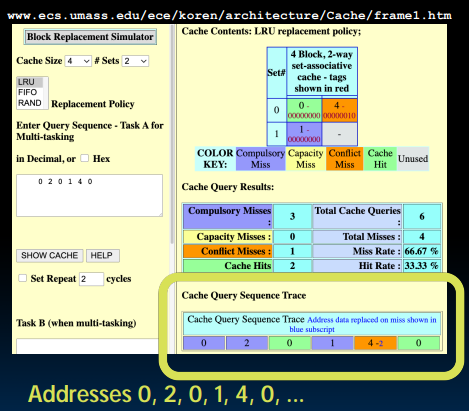 www.ecs.umass.edu/ece/koren/architecture/Cache/frame1.htm
Block Replacement Simulator
Cache Size 4 # Sets 2
LRU
FIFO
RAND Replacement Policy
Enter Query Sequence - Task A for
Multi-tasking
in Decimal, or Hex
0 2 0 1 4 0
SHOW CACHE HELP
Set Repeat 2 cycles
Task B (when multi-tasking)
Cache Contents: LRU replacement policy;
Set# 4 Block, 2-way
set-associative
cache - tags
shown in red
0 0 - 4 -
00000000 00000010
1 1 - -
00000000
COLOR Compulsory Capacity Conflict Cache Unused
KEY: Miss Miss Miss Hit
Cache Query Results:
Compulsory Misses : 3 Total Cache Queries : 6
Capacity Misses : 0 Total Misses : 4
Conflict Misses : 1 Miss Rate : 66.67 %
Cache Hits 2 Hit Rate : 33.33 %
Cache Query Sequence Trace
Cache Query Sequence Trace Address data replaced on miss shown in
blue subscript
0 2 0 1 4 -2 0
Addresses 0, 2, 0, 1, 4, 0, ...